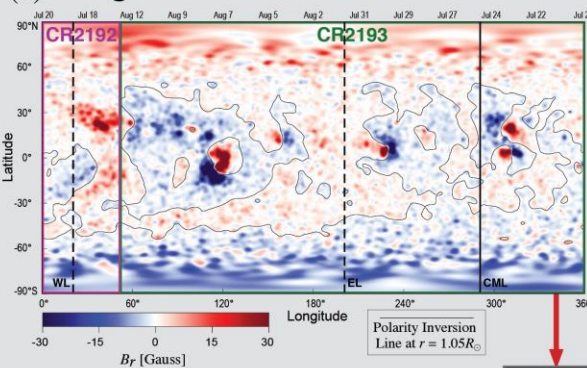 Jul 20 Jul 18 Aug 12 Aug 9 Aug 7 Aug 5 Aug 2 Jul 31 Jul 29 Jul 27 Jul 24 Jul 22
CR2192 CR2193
90°N
60°
30°
0°
-30°
-60°
-90°S
Latitude
WL EL CML
0° 60° 120° 180° 240° 300°
Longitude
-30 -15 0 15 30
Br [Gauss]
Polarity Inversion
Line at r = 1.05R☉